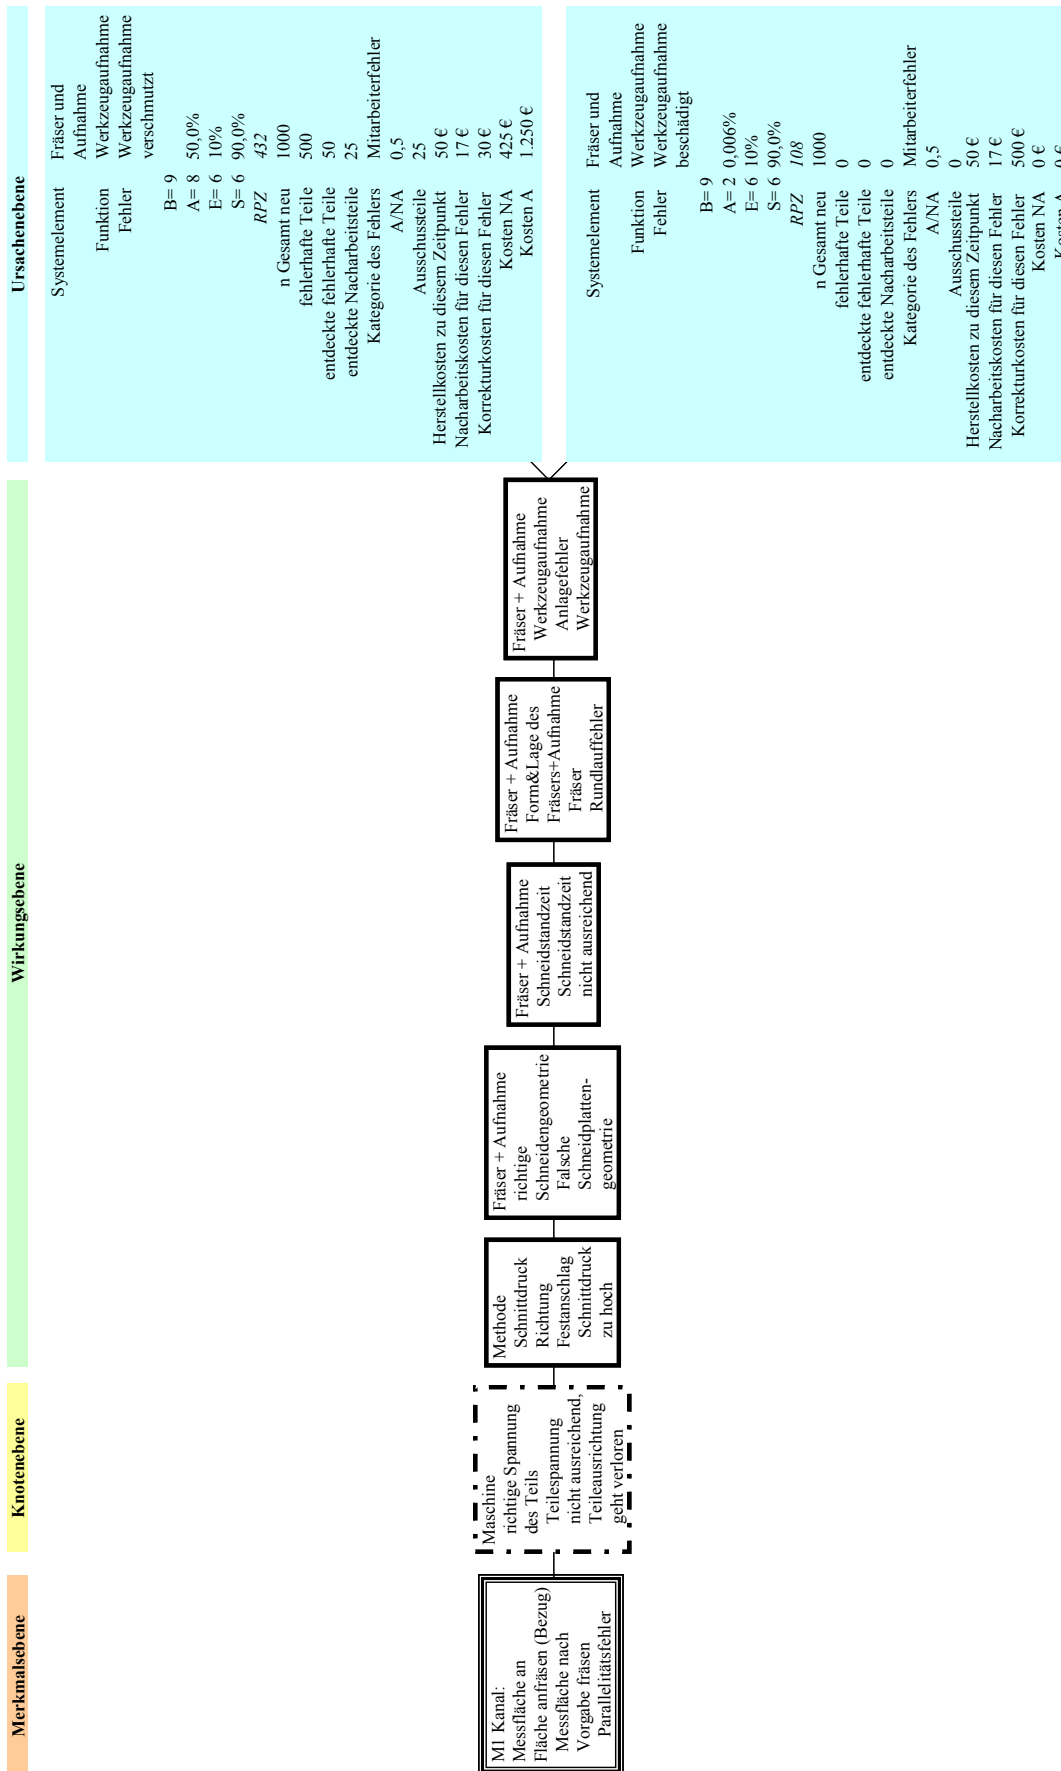 Merkmalsebene
Knotenebene
Wirkungsebene
Ursachenebene
M1 Kanal:
Messfläche an
Fläche anfräsen (Bezug)
Messfläche nach
Vorgabe fräsen
Parallelitätsfehler
Maschine
richtige Spannung
des Teils
Teilespannung
nicht ausreichend,
Teileausrichtung
geht verloren
Methode
Schnittdruck
Richtung
Festanschlag
Schnittdruck
zu hoch
Fräser + Aufnahme
richtige
Schneidengeometrie
Falsche
Schneidplatten-
geometrie
Fräser + Aufnahme
Schneidstandzeit
Schneidstandzeit
nicht ausreichend
Fräser + Aufnahme
Form&Lage des
Fräsers+Aufnahme
Fräser
Rundlauffehler
Fräser + Aufnahme
Werkzeugaufnahme
Anlagefehler
Werkzeugaufnahme
Systemelement Fräser und
Aufnahme
Funktion Werkzeugaufnahme
Fehler Werkzeugaufnahme
verschmutzt
B= 9
A= 8 50,0%
E= 6 10%
S= 6 90,0%
RPZ 432
n Gesamt neu 1000
fehlerhafte Teile 500
entdeckte fehlerhafte Teile 50
entdeckte Nacharbeitsteile 25
Kategorie des Fehlers Mitarbeiterfehler
A/NA 0,5
Ausschussteile 25
Herstellkosten zu diesem Zeitpunkt 50 €
Nacharbeitskosten für diesen Fehler 17 €
Korrekturkosten für diesen Fehler 30 €
Kosten NA 425 €
Kosten A 1.250 €
Systemelement Fräser und
Aufnahme
Funktion Werkzeugaufnahme
Fehler Werkzeugaufnahme
beschädigt
B= 9
A= 2 0,006%
E= 6 10%
S= 6 90,0%
RPZ 108
n Gesamt neu 1000
fehlerhafte Teile 0
entdeckte fehlerhafte Teile 0
entdeckte Nacharbeitsteile 0
Kategorie des Fehlers Mitarbeiterfehler
A/NA 0,5
Ausschussteile 0
Herstellkosten zu diesem Zeitpunkt 50 €
Nacharbeitskosten für diesen Fehler 17 €
Korrekturkosten für diesen Fehler 500 €
Kosten NA 0 €
Kosten A 0 €